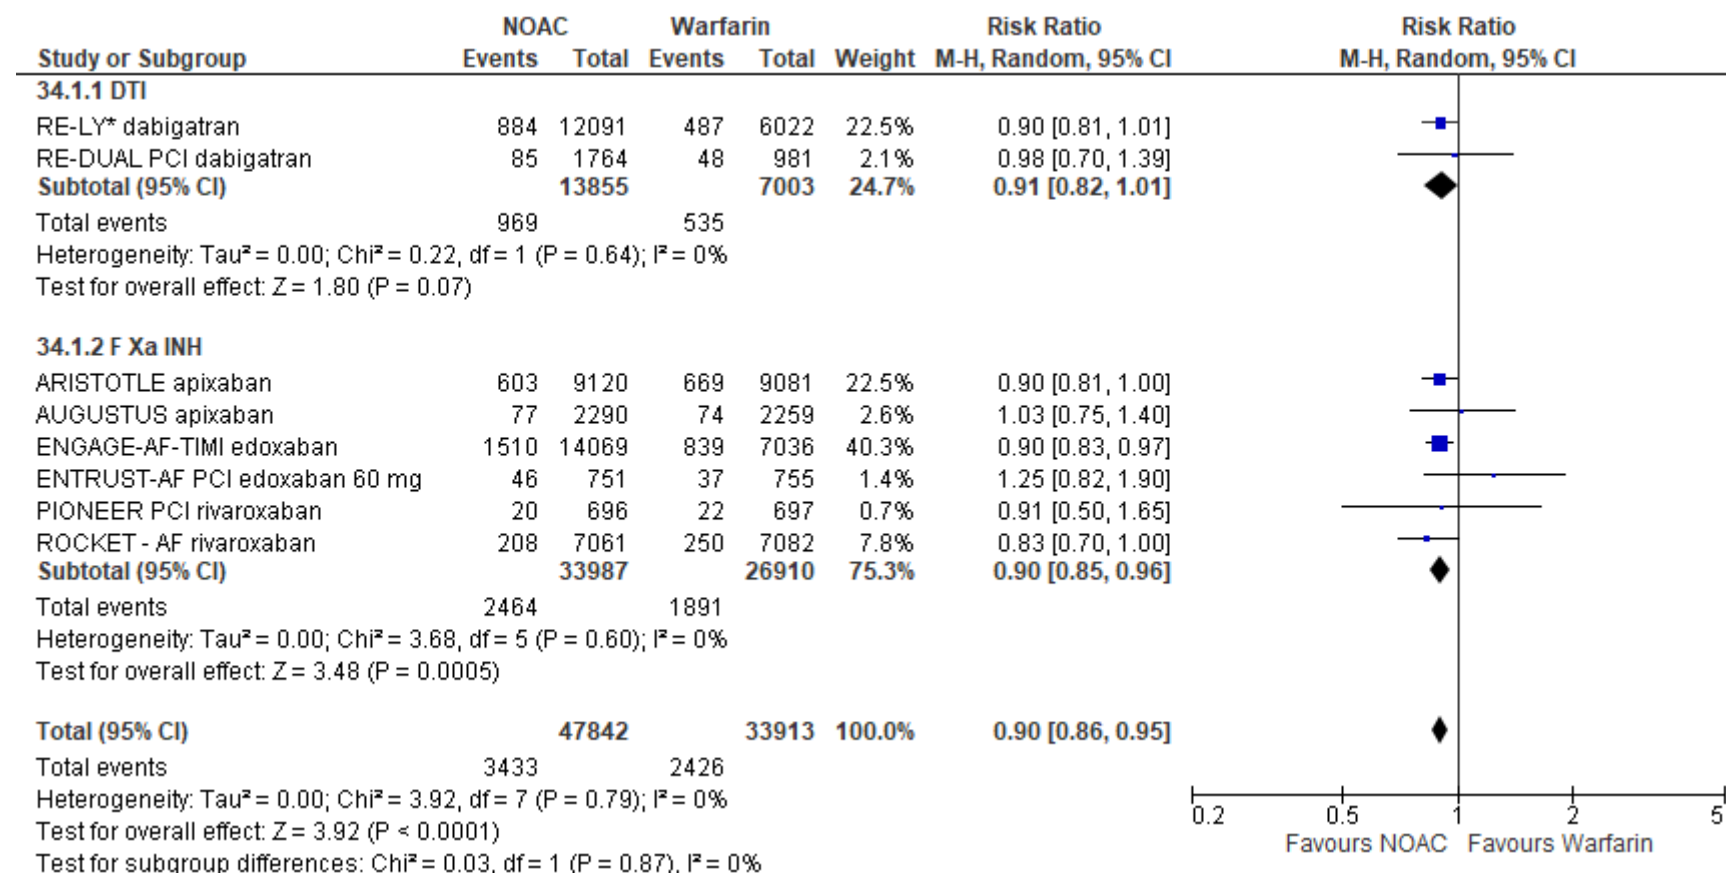 NOAC Warfarin Risk Ratio Risk Ratio
Study or Subgroup Events Total Events Total Weight M-H, Random, 95% CI M-H, Random, 95% CI
34.1.1 DTI
RE-LY* dabigatran 884 12091 487 6022 22.5% 0.90 [0.81, 1.01]
RE-DUAL PCI dabigatran 85 1764 48 981 2.1% 0.98 [0.70, 1.39]
Subtotal (95% CI) 13855 7003 24.7% 0.91 [0.82, 1.01]
Total events 969 535
Heterogeneity: Tau² = 0.00; Chi² = 0.22, df = 1 (P = 0.64); I² = 0%
Test for overall effect: Z = 1.80 (P = 0.07)
34.1.2 F Xa INH
ARISTOTLE apixaban 603 9120 669 9081 22.5% 0.90 [0.81, 1.00]
AUGUSTUS apixaban 77 2290 74 2259 2.6% 1.03 [0.75, 1.40]
ENGAGE-AF-TIMI edoxaban 1510 14069 839 7036 40.3% 0.90 [0.83, 0.97]
ENTRUST-AF PCI edoxaban 60 mg 46 751 37 755 1.4% 1.25 [0.82, 1.90]
PIONEER PCI rivaroxaban 20 696 22 697 0.7% 0.91 [0.50, 1.65]
ROCKET - AF rivaroxaban 208 7061 250 7082 7.8% 0.83 [0.70, 1.00]
Subtotal (95% CI) 33987 26910 75.3% 0.90 [0.85, 0.96]
Total events 2464 1891
Heterogeneity: Tau² = 0.00; Chi² = 3.68, df = 5 (P = 0.60); I² = 0%
Test for overall effect: Z = 3.48 (P = 0.0005)
Total (95% CI) 47842 33913 100.0% 0.90 [0.86, 0.95]
Total events 3433 2426
Heterogeneity: Tau² = 0.00; Chi² = 3.92, df = 7 (P = 0.79); I² = 0%
Test for overall effect: Z = 3.92 (P < 0.0001)
Test for subgroup differences: Chi² = 0.03, df = 1 (P = 0.87), I² = 0%
0.2 0.5 1 2 5
Favours NOAC Favours Warfarin